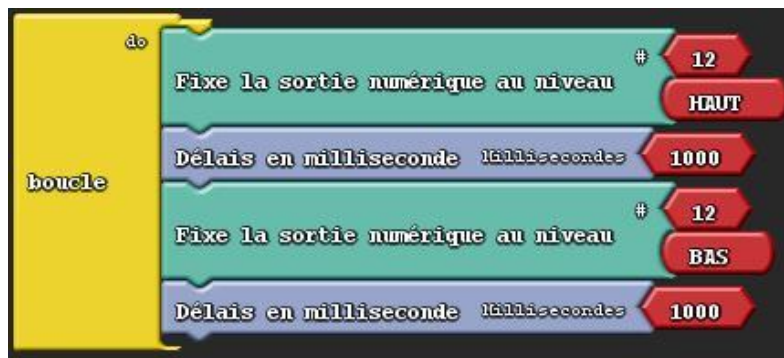 do
# 12
Fixe la sortie numérique au niveau
HAUT
Délais en milliseconde Millisecondes 1000
boucle
# 12
Fixe la sortie numérique au niveau
BAS
Délais en milliseconde Millisecondes 1000